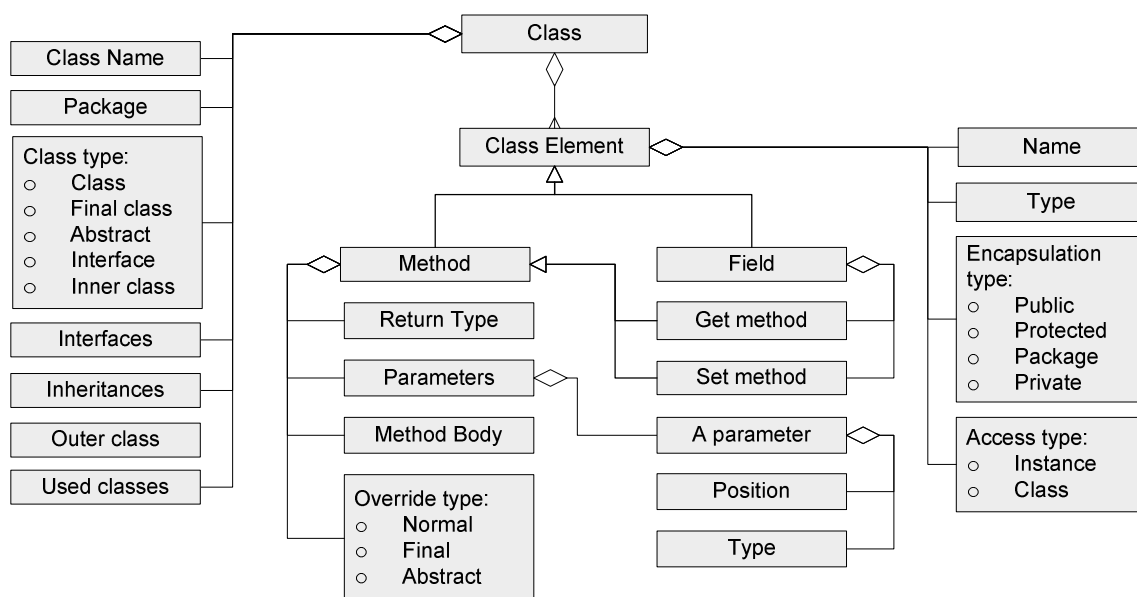 Class
Class Name
Package
Class type:
○ Class
○ Final class
○ Abstract
○ Interface
○ Inner class
Interfaces
Inheritances
Outer class
Used classes
Class Element
Name
Type
Encapsulation
type:
○ Public
○ Protected
○ Package
○ Private
Access type:
○ Instance
○ Class
Method
Return Type
Parameters
Method Body
Override type:
○ Normal
○ Final
○ Abstract
Field
Get method
Set method
A parameter
Position
Type